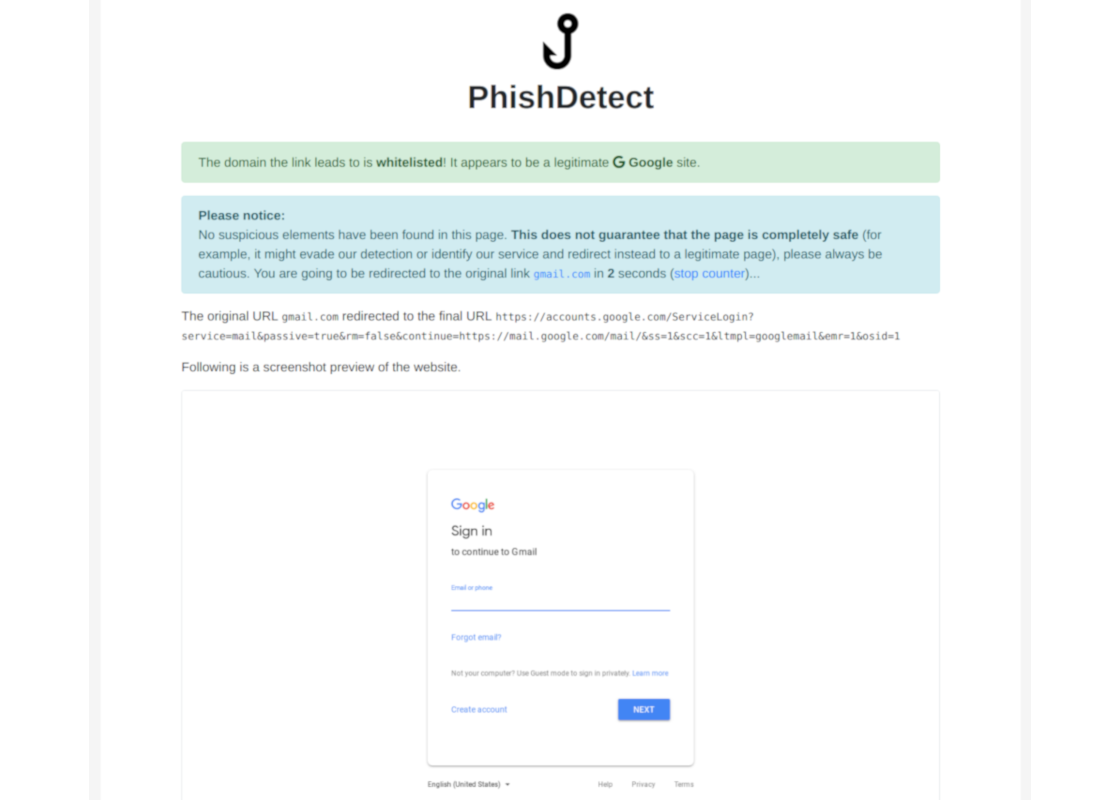 PhishDetect
The domain the link leads to is whitelisted! It appears to be a legitimate Google site.
Please notice:
No suspicious elements have been found in this page. This does not guarantee that the page is completely safe (for
example, it might evade our detection or identify our service and redirect instead to a legitimate page), please always be
cautious. You are going to be redirected to the original link gmail.com in 2 seconds (stop counter)...
The original URL gmail.com redirected to the final URL https://accounts.google.com/ServiceLogin?
service=mail&passive=true&rm=false&continue=https://mail.google.com/mail/&ss=1&scc=1&ltmpl=googlemail&emr=1&osid=1
Following is a screenshot preview of the website.
Google
Sign in
to continue to Gmail
Email or phone
Forgot email?
Not your computer? Use Guest mode to sign in privately. Learn more
Create account NEXT
English (United States) Help Privacy Terms